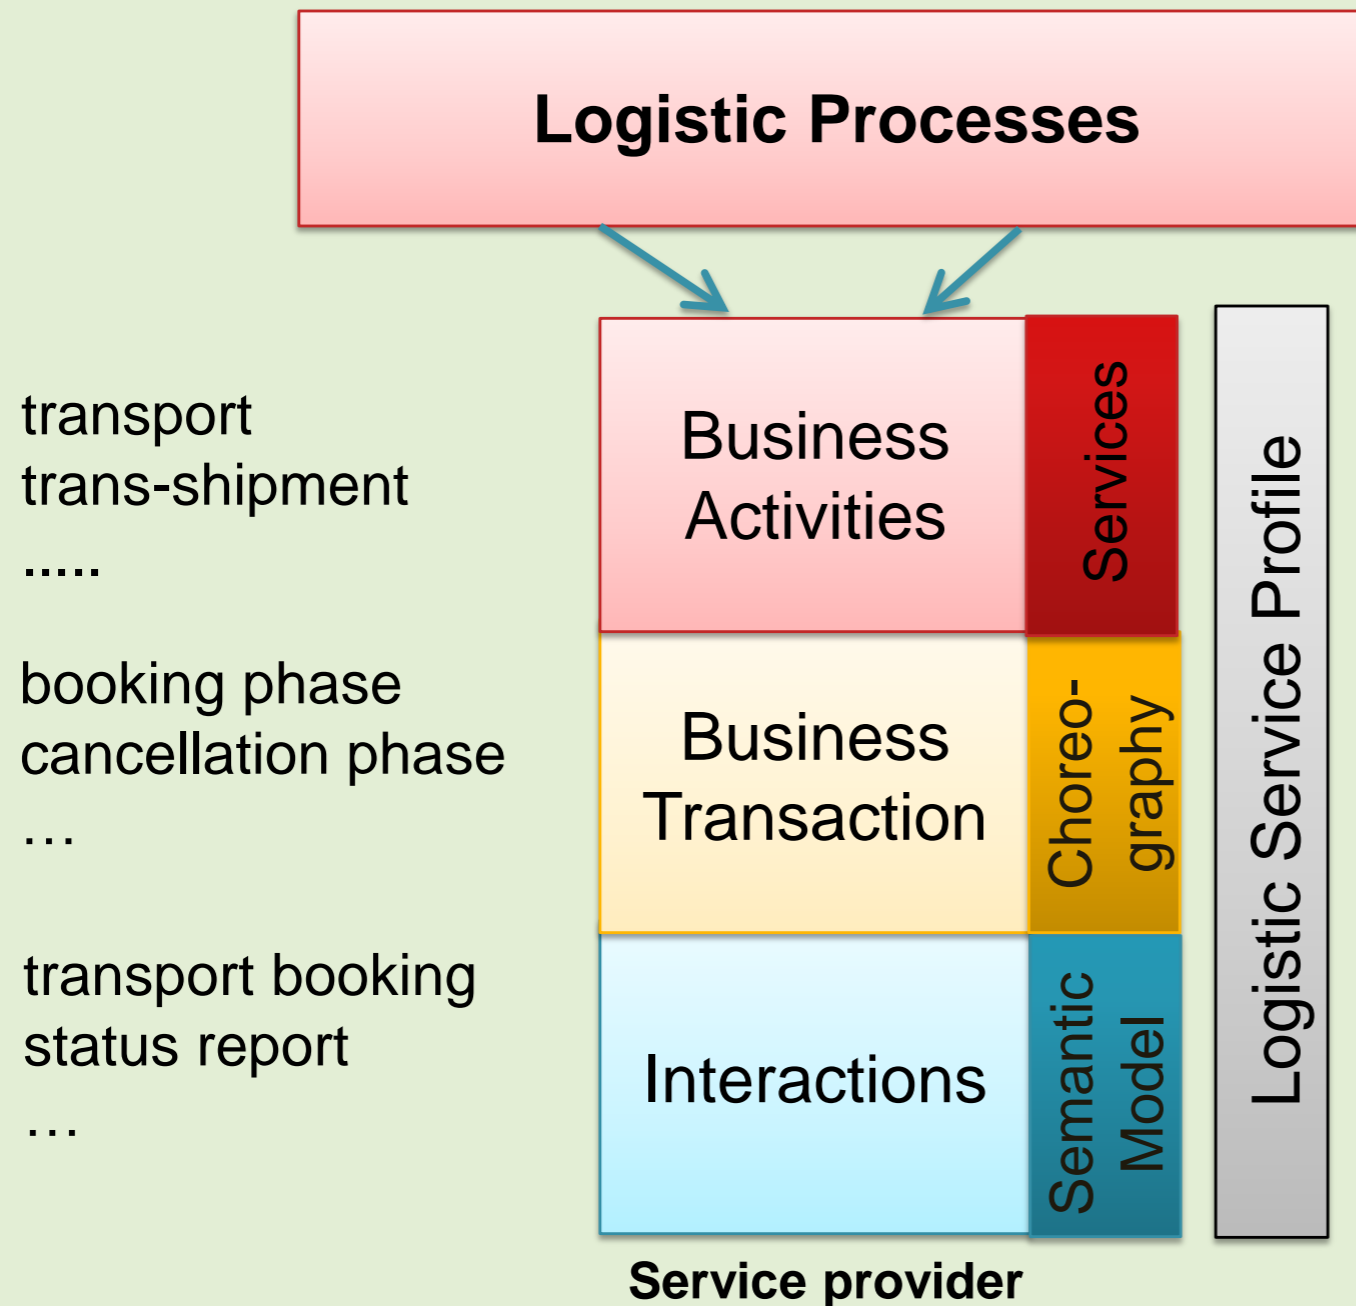 Logistic Processes
transport
trans-shipment
.....
Business
Activities
Services
booking phase
cancellation phase
…
Business
Transaction
Choreo-
graphy
transport booking
status report
…
Interactions
Semantic
Model
Logistic Service Profile
Service provider